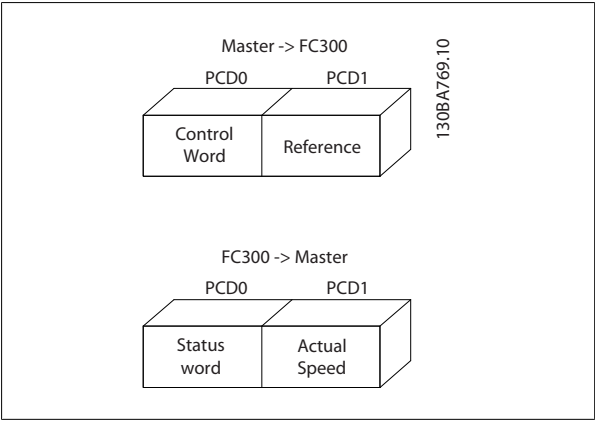 Master -> FC300
PCD0 PCD1
Control
Word
Reference
130BA769.10
FC300 -> Master
PCD0 PCD1
Status
word
Actual
Speed